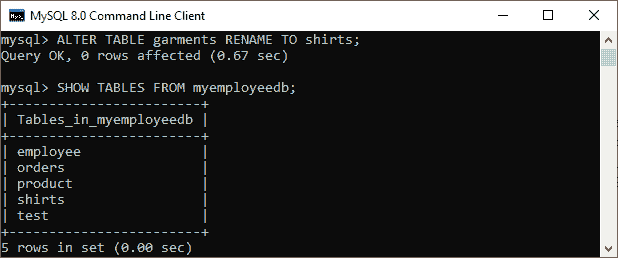 MySQL 8.0 Command Line Client
mysql> ALTER TABLE garments RENAME TO shirts;
Query OK, 0 rows affected (0.67 sec)
mysql> SHOW TABLES FROM myemployeedb;
+------------------------+
| Tables_in_myemployeedb |
+------------------------+
| employee               |
| orders                 |
| product                |
| shirts                 |
| test                   |
+------------------------+
5 rows in set (0.00 sec)